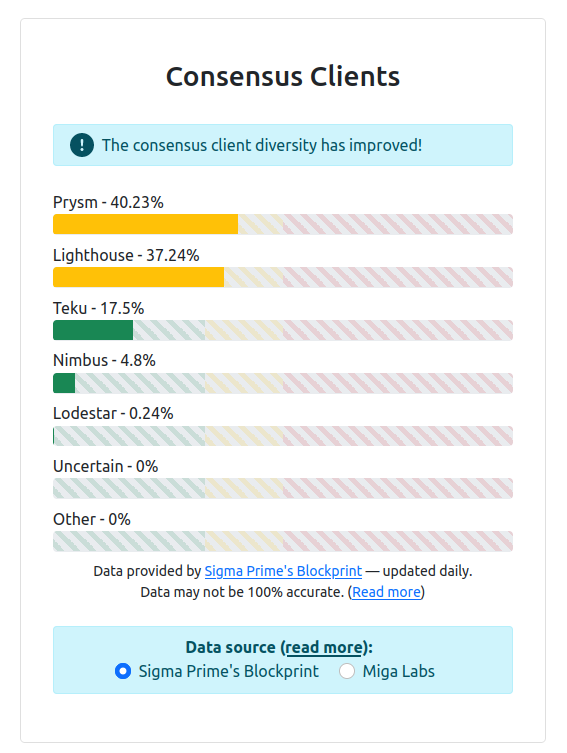 Consensus Clients
! The consensus client diversity has improved!
Prysm - 40.23%
Lighthouse - 37.24%
Teku - 17.5%
Nimbus - 4.8%
Lodestar - 0.24%
Uncertain - 0%
Other - 0%
Data provided by Sigma Prime's Blockprint — updated daily.
Data may not be 100% accurate. (Read more)
Data source (read more):
Sigma Prime's Blockprint Miga Labs